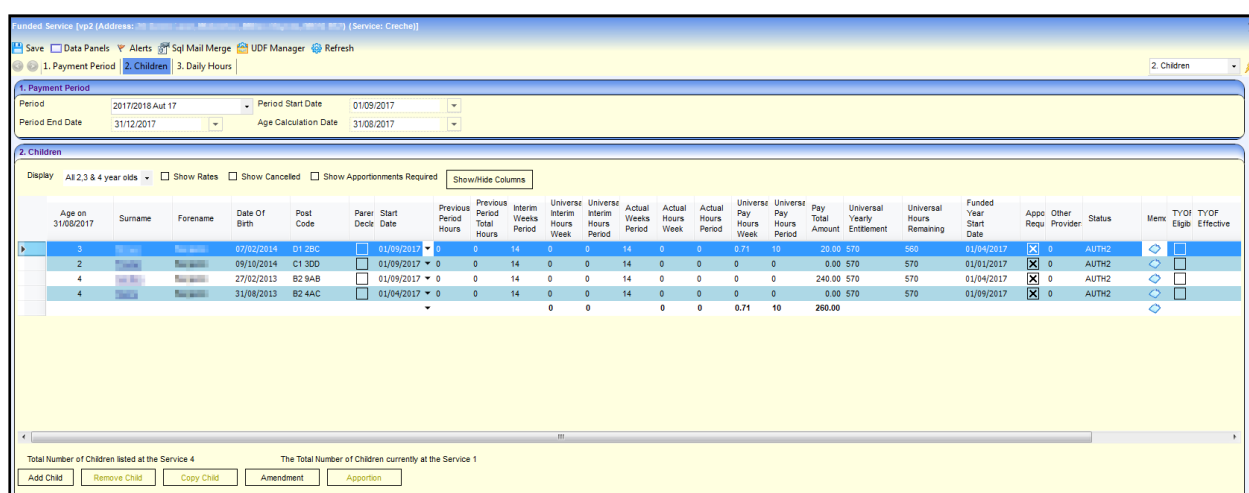 Funded Service [vp2 (Address: (Service: Creche)]
Save Data Panels Alerts Sql Mail Merge UDF Manager Refresh
1. Payment Period 2. Children 3. Daily Hours 2. Children
1. Payment Period
Period 2017/2018 Aut 17 Period Start Date 01/09/2017
Period End Date 31/12/2017 Age Calculation Date 31/08/2017
2. Children
Display All 2,3 & 4 year olds Show Rates Show Cancelled Show Apportionments Required Show/Hide Columns
Age on 31/08/2017 Surname Forename Date Of Birth Post Code Parer Decla Start Date Previous Period Hours Previous Period Total Hours Interim Weeks Period Universa Interim Hours Week Universa Interim Hours Period Actual Weeks Period Actual Hours Week Actual Hours Period Universa Pay Hours Week Universa Pay Hours Period Pay Total Amount Universal Yearly Entitlement Universal Hours Remaining Funded Year Start Date Appo Requ Other Provider Status Memo TYOF Eligib TYOF Effective
3 07/02/2014 D1 2BC 01/09/2017 0 0 14 0 0 14 0 0 0.71 10 20.00 570 560 01/04/2017 0 AUTH2
2 09/10/2014 C1 3DD 01/09/2017 0 0 14 0 0 14 0 0 0 0 0.00 570 570 01/01/2017 0 AUTH2
4 27/02/2013 B2 9AB 01/09/2017 0 0 14 0 0 14 0 0 0 0 240.00 570 570 01/04/2017 0 AUTH2
4 31/08/2013 B2 4AC 01/04/2017 0 0 14 0 0 14 0 0 0 0 0.00 570 570 01/09/2017 0 AUTH2
0 0 0 0 0.71 10 260.00
Total Number of Children listed at the Service 4 The Total Number of Children currently at the Service 1
Add Child Remove Child Copy Child Amendment Apportion